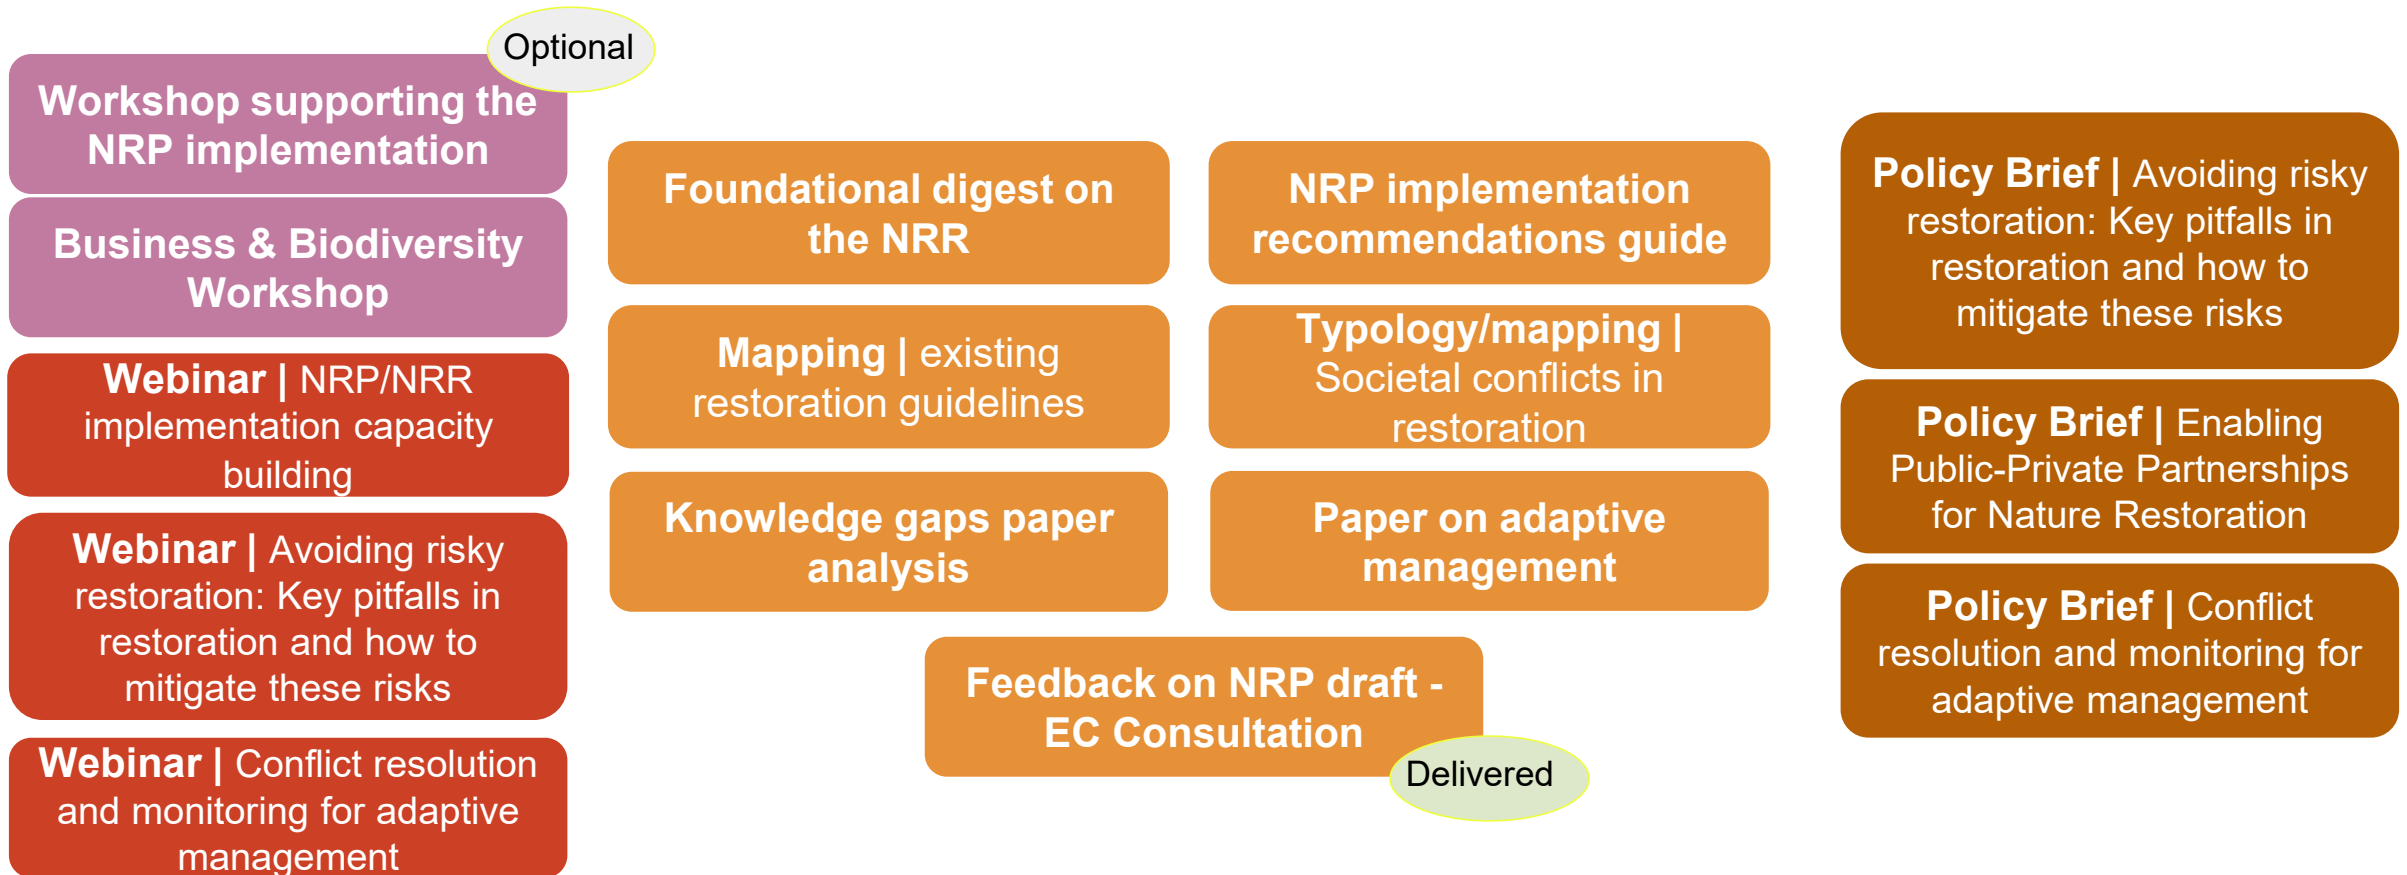 Optional
Workshop supporting the
NRP implementation
Business & Biodiversity
Workshop
Webinar | NRP/NRR
implementation capacity
building
Webinar | Avoiding risky
restoration: Key pitfalls in
restoration and how to
mitigate these risks
Webinar | Conflict resolution
and monitoring for adaptive
management
Foundational digest on
the NRR
NRP implementation
recommendations guide
Mapping | existing
restoration guidelines
Typology/mapping |
Societal conflicts in
restoration
Knowledge gaps paper
analysis
Paper on adaptive
management
Feedback on NRP draft -
EC Consultation
Delivered
Policy Brief | Avoiding risky
restoration: Key pitfalls in
restoration and how to
mitigate these risks
Policy Brief | Enabling
Public-Private Partnerships
for Nature Restoration
Policy Brief | Conflict
resolution and monitoring for
adaptive management